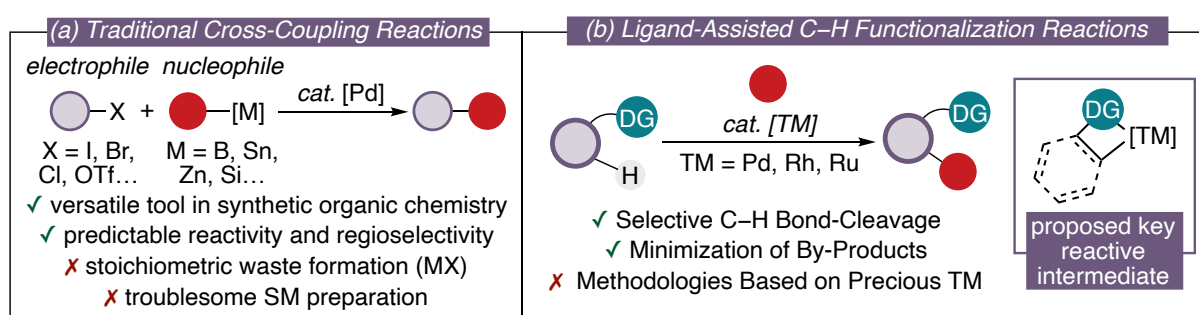 (a) Traditional Cross-Coupling Reactions
electrophile nucleophile
X + [M] cat. [Pd]
X = I, Br, M = B, Sn,
Cl, OTf… Zn, Si…
✓ versatile tool in synthetic organic chemistry
✓ predictable reactivity and regioselectivity
✗ stoichiometric waste formation (MX)
✗ troublesome SM preparation
(b) Ligand-Assisted C–H Functionalization Reactions
DG
H
cat. [TM]
TM = Pd, Rh, Ru
DG
✓ Selective C–H Bond-Cleavage
✓ Minimization of By-Products
✗ Methodologies Based on Precious TM
DG
[TM]
proposed key
reactive
intermediate